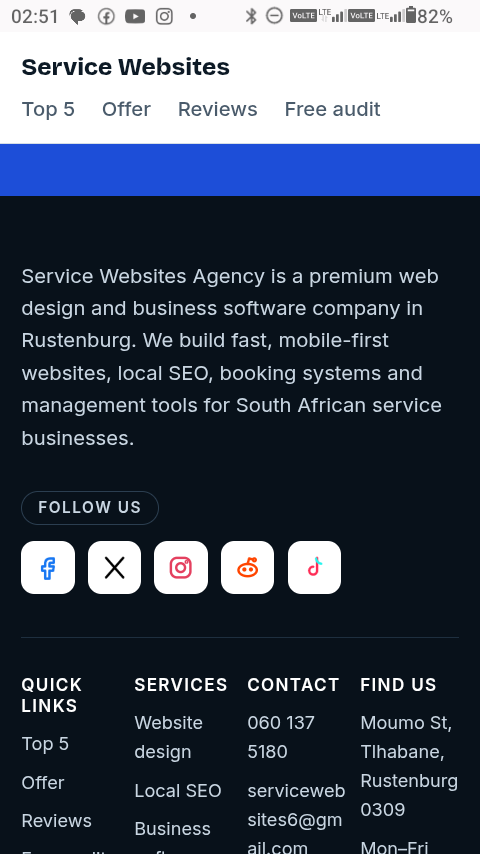 02:51
VoLTE LTE VoLTE LTE 82%
Service Websites
Top 5 Offer Reviews Free audit
Service Websites Agency is a premium web
design and business software company in
Rustenburg. We build fast, mobile-first
websites, local SEO, booking systems and
management tools for South African service
businesses.
FOLLOW US
QUICK
LINKS
Top 5
Offer
Reviews
SERVICES
Website
design
Local SEO
Business
CONTACT
060 137
5180
serviceweb
sites6@gm
ail.com
FIND US
Moumo St,
Tlhabane,
Rustenburg
0309
Mon–Fri